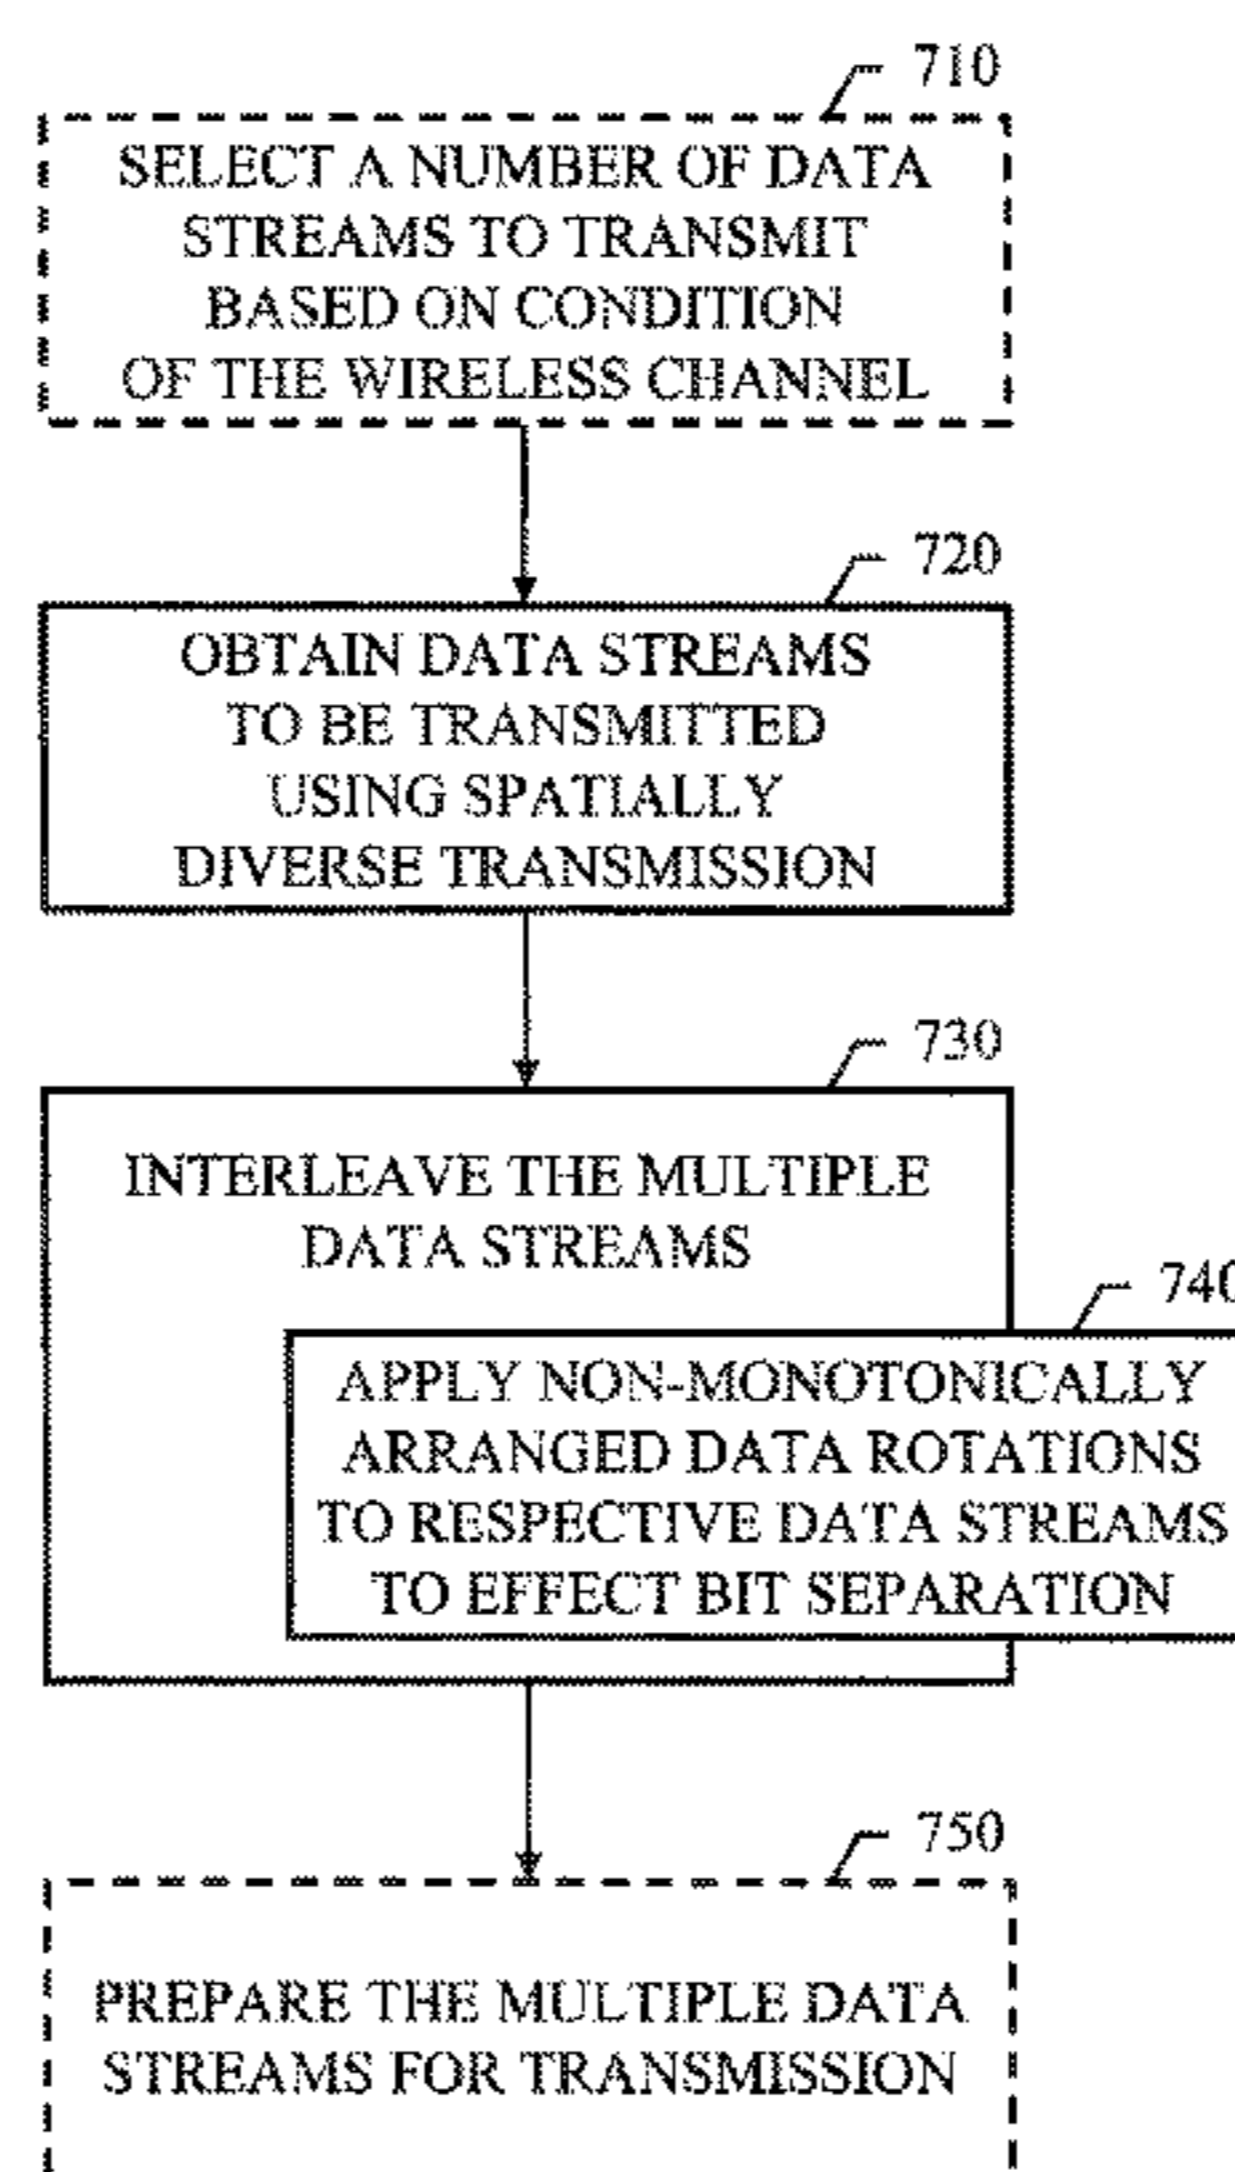 710
SELECT A NUMBER OF DATA
STREAMS TO TRANSMIT
BASED ON CONDITION
OF THE WIRELESS CHANNEL
720
OBTAIN DATA STREAMS
TO BE TRANSMITTED
USING SPATIALLY
DIVERSE TRANSMISSION
730
INTERLEAVE THE MULTIPLE
DATA STREAMS
740
APPLY NON-MONOTONICALLY
ARRANGED DATA ROTATIONS
TO RESPECTIVE DATA STREAMS
TO EFFECT BIT SEPARATION
750
PREPARE THE MULTIPLE DATA
STREAMS FOR TRANSMISSION